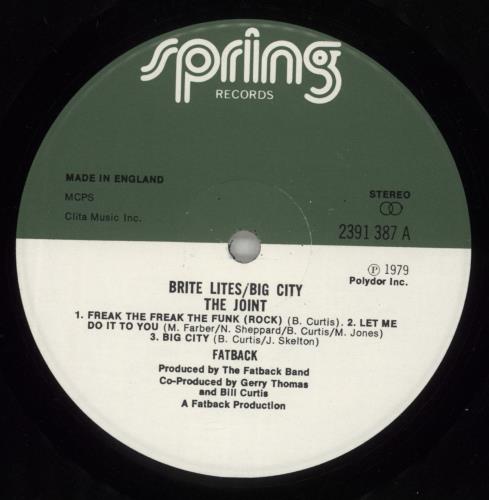 spring
RECORDS
MADE IN ENGLAND
MCPS
Clita Music Inc.
STEREO
2391 387 A
Ⓟ 1979
Polydor Inc.
BRITE LITES/BIG CITY
THE JOINT
1. FREAK THE FREAK THE FUNK (ROCK) (B. Curtis). 2. LET ME
DO IT TO YOU (M. Farber/N. Sheppard/B. Curtis/M. Jones)
3. BIG CITY (B. Curtis/J. Skelton)
FATBACK
Produced by The Fatback Band
Co-Produced by Gerry Thomas
and Bill Curtis
A Fatback Production